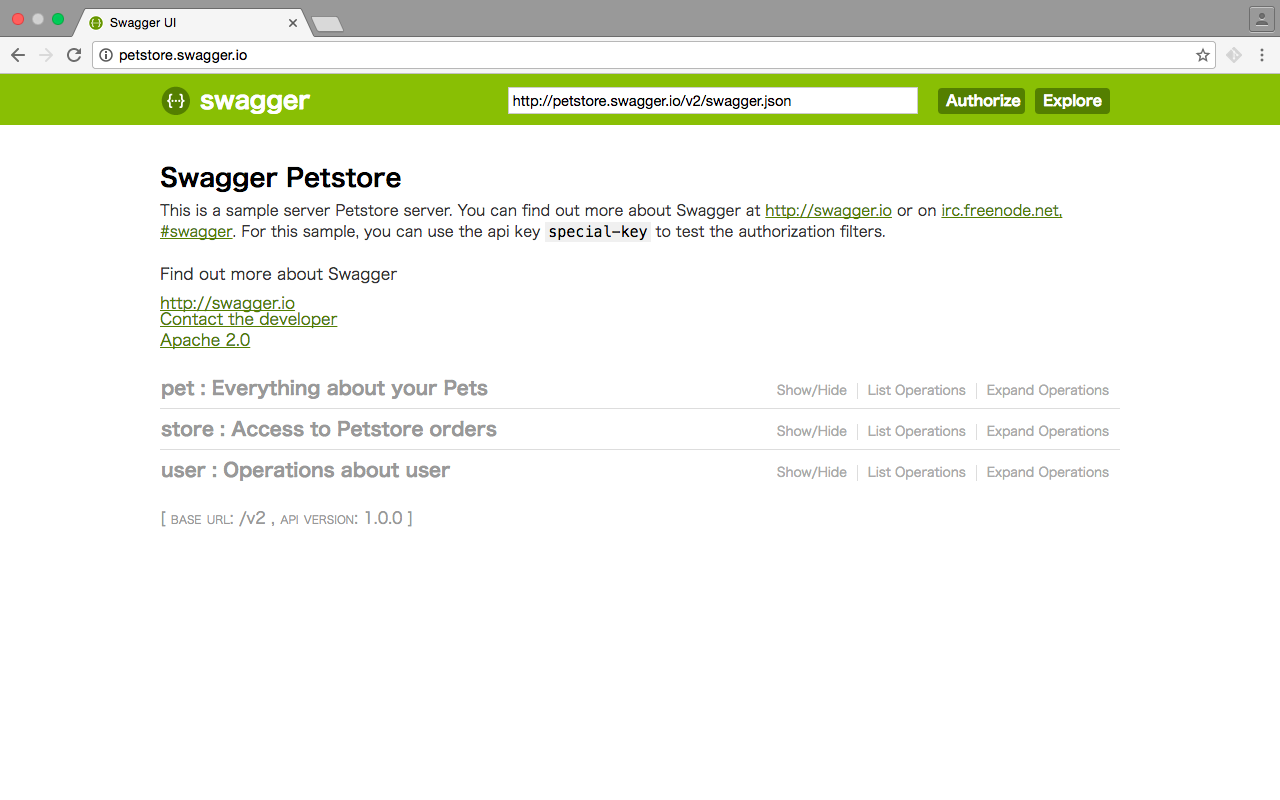 Swagger UI
petstore.swagger.io
{··} swagger http://petstore.swagger.io/v2/swagger.json Authorize Explore
Swagger Petstore
This is a sample server Petstore server. You can find out more about Swagger at http://swagger.io or on irc.freenode.net,
#swagger. For this sample, you can use the api key special-key to test the authorization filters.
Find out more about Swagger
http://swagger.io
Contact the developer
Apache 2.0
pet : Everything about your Pets Show/Hide List Operations Expand Operations
store : Access to Petstore orders Show/Hide List Operations Expand Operations
user : Operations about user Show/Hide List Operations Expand Operations
[ BASE URL: /v2 , API VERSION: 1.0.0 ]